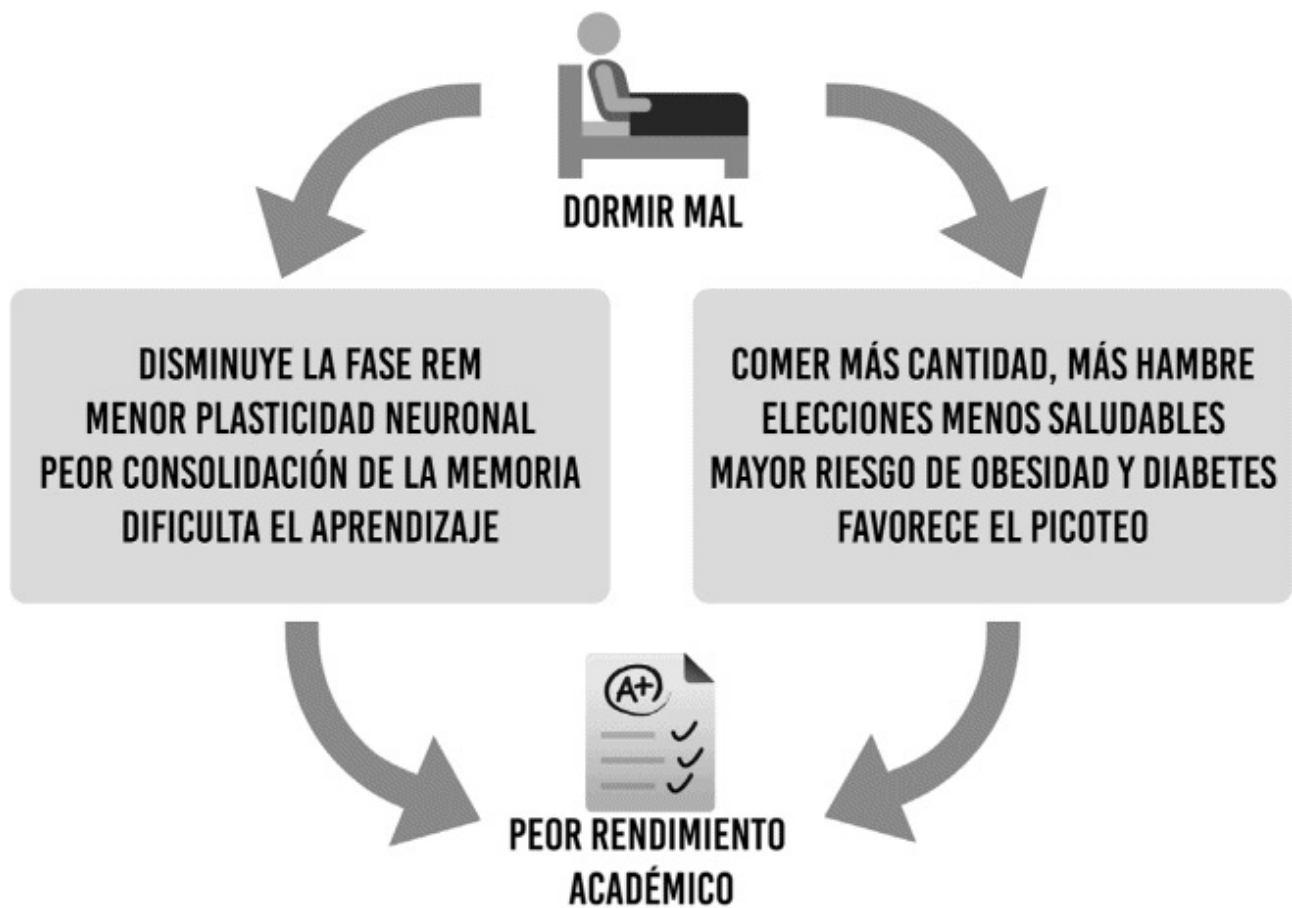 DORMIR MAL
DISMINUYE LA FASE REM
MENOR PLASTICIDAD NEURONAL
PEOR CONSOLIDACIÓN DE LA MEMORIA
DIFICULTA EL APRENDIZAJE
COMER MÁS CANTIDAD, MÁS HAMBRE
ELECCIONES MENOS SALUDABLES
MAYOR RIESGO DE OBESIDAD Y DIABETES
FAVORECE EL PICOTEO
A+
PEOR RENDIMIENTO
ACADÉMICO